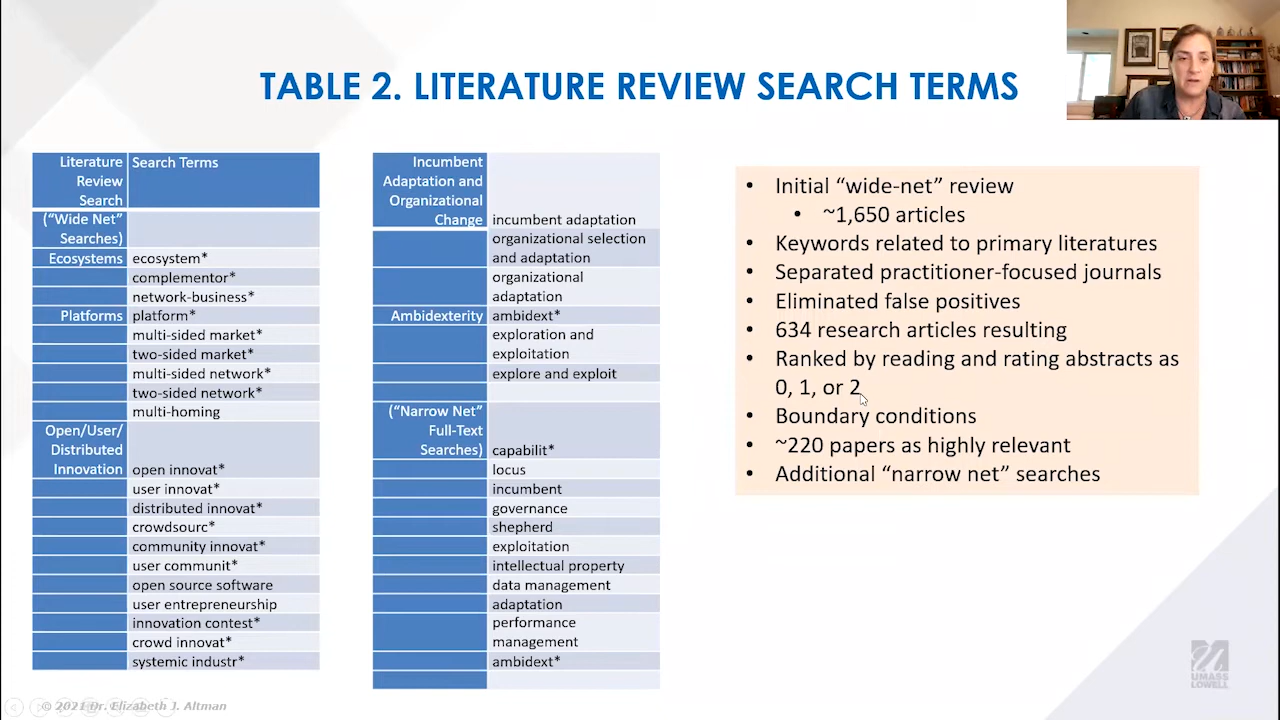 TABLE 2. LITERATURE REVIEW SEARCH TERMS
Literature
Review
Search
Search Terms
("Wide Net"
Searches)
Ecosystems ecosystem*
complementor*
network-business*
Platforms platform*
multi-sided market*
two-sided market*
multi-sided network*
two-sided network*
multi-homing
Open/User/
Distributed
Innovation open innovat*
user innovat*
distributed innovat*
crowdsourc*
community innovat*
user communit*
open source software
user entrepreneurship
innovation contest*
crowd innovat*
systemic industr*
Incumbent
Adaptation and
Organizational
Change incumbent adaptation
organizational selection
and adaptation
organizational
adaptation
Ambidexterity ambidext*
exploration and
exploitation
explore and exploit
("Narrow Net"
Full-Text
Searches) capabilit*
locus
incumbent
governance
shepherd
exploitation
intellectual property
data management
adaptation
performance
management
ambidext*
• Initial “wide-net” review
• ~1,650 articles
• Keywords related to primary literatures
• Separated practitioner-focused journals
• Eliminated false positives
• 634 research articles resulting
• Ranked by reading and rating abstracts as
0, 1, or 2
• Boundary conditions
• ~220 papers as highly relevant
• Additional “narrow net” searches
UMASS
LOWELL
© 2021 Dr. Elizabeth J. Altman